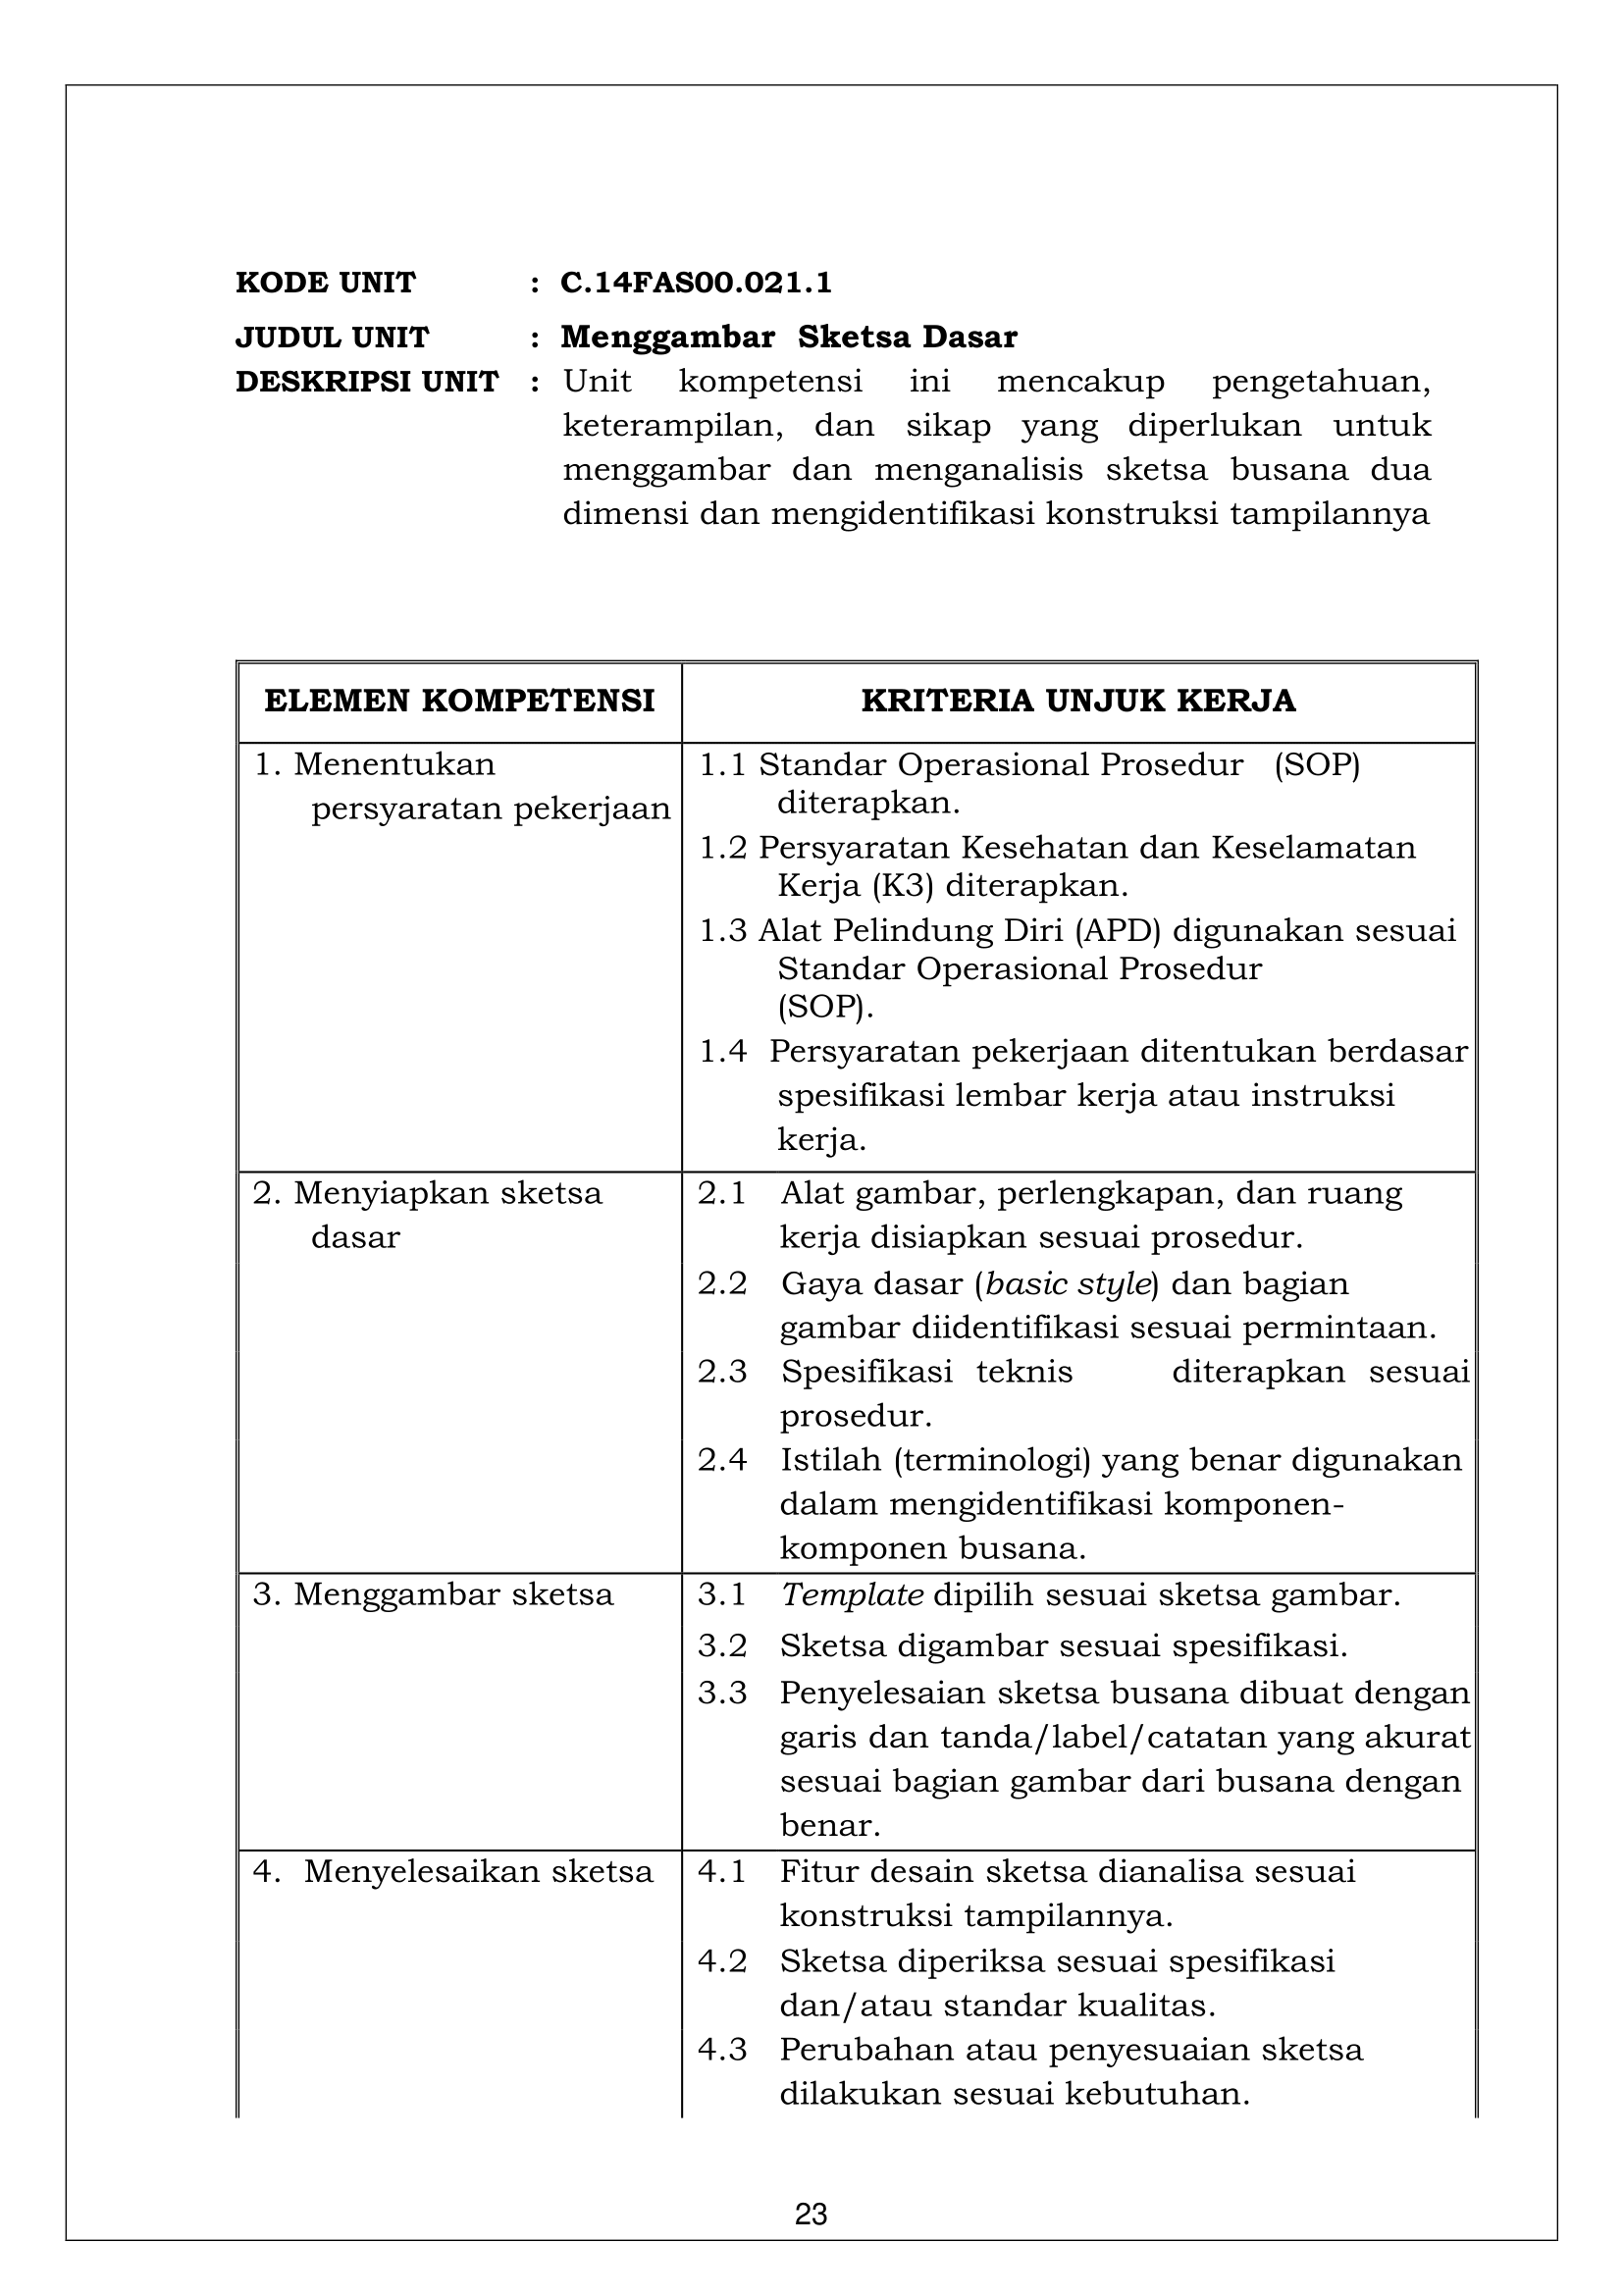 KODE UNIT : C.14FAS00.021.1
JUDUL UNIT : Menggambar Sketsa Dasar
DESKRIPSI UNIT : Unit kompetensi ini mencakup pengetahuan,
keterampilan, dan sikap yang diperlukan untuk
menggambar dan menganalisis sketsa busana dua
dimensi dan mengidentifikasi konstruksi tampilannya
ELEMEN KOMPETENSI
KRITERIA UNJUK KERJA
1. Menentukan
persyaratan pekerjaan
1.1 Standar Operasional Prosedur (SOP)
diterapkan.
1.2 Persyaratan Kesehatan dan Keselamatan
Kerja (K3) diterapkan.
1.3 Alat Pelindung Diri (APD) digunakan sesuai
Standar Operasional Prosedur
(SOP).
1.4 Persyaratan pekerjaan ditentukan berdasar
spesifikasi lembar kerja atau instruksi
kerja.
2. Menyiapkan sketsa
dasar
2.1 Alat gambar, perlengkapan, dan ruang
kerja disiapkan sesuai prosedur.
2.2 Gaya dasar (basic style) dan bagian
gambar diidentifikasi sesuai permintaan.
2.3 Spesifikasi teknis diterapkan sesuai
prosedur.
2.4 Istilah (terminologi) yang benar digunakan
dalam mengidentifikasi komponen-
komponen busana.
3. Menggambar sketsa
3.1 Template dipilih sesuai sketsa gambar.
3.2 Sketsa digambar sesuai spesifikasi.
3.3 Penyelesaian sketsa busana dibuat dengan
garis dan tanda/label/catatan yang akurat
sesuai bagian gambar dari busana dengan
benar.
4. Menyelesaikan sketsa
4.1 Fitur desain sketsa dianalisa sesuai
konstruksi tampilannya.
4.2 Sketsa diperiksa sesuai spesifikasi
dan/atau standar kualitas.
4.3 Perubahan atau penyesuaian sketsa
dilakukan sesuai kebutuhan.
23